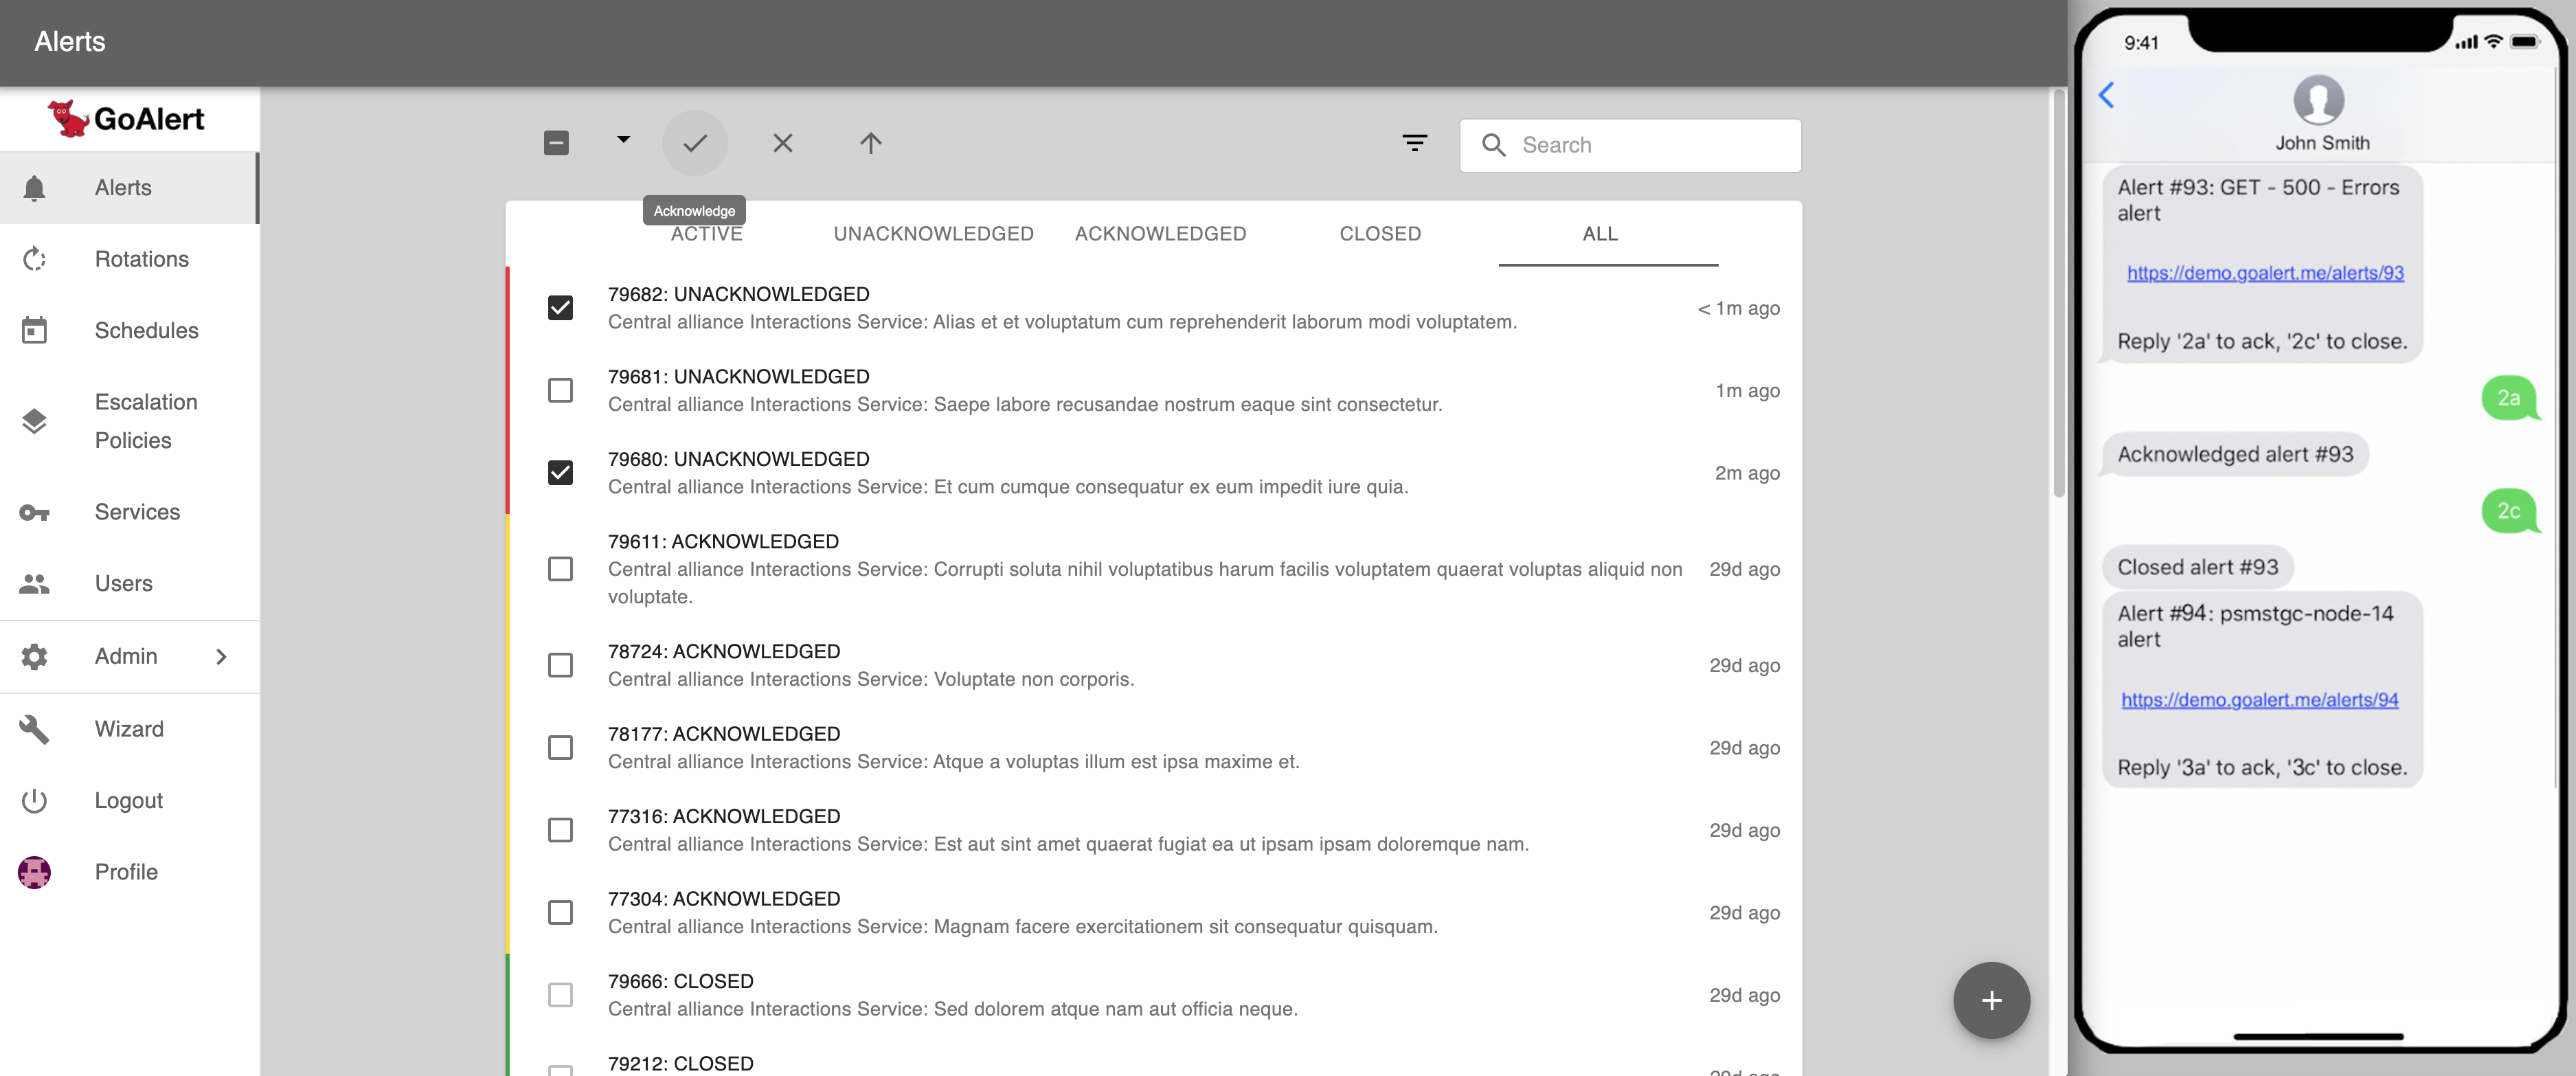 Alerts
GoAlert
Alerts
Rotations
Schedules
Escalation
Policies
Services
Users
Admin
Wizard
Logout
Profile
Search
Acknowledge
ACTIVE
UNACKNOWLEDGED
ACKNOWLEDGED
CLOSED
ALL
79682: UNACKNOWLEDGED
Central alliance Interactions Service: Alias et et voluptatum cum reprehenderit laborum modi voluptatem.
< 1m ago
79681: UNACKNOWLEDGED
Central alliance Interactions Service: Saepe labore recusandae nostrum eaque sint consectetur.
1m ago
79680: UNACKNOWLEDGED
Central alliance Interactions Service: Et cum cumque consequatur ex eum impedit iure quia.
2m ago
79611: ACKNOWLEDGED
Central alliance Interactions Service: Corrupti soluta nihil voluptatibus harum facilis voluptatem quaerat voluptas aliquid non
voluptate.
29d ago
78724: ACKNOWLEDGED
Central alliance Interactions Service: Voluptate non corporis.
29d ago
78177: ACKNOWLEDGED
Central alliance Interactions Service: Atque a voluptas illum est ipsa maxime et.
29d ago
77316: ACKNOWLEDGED
Central alliance Interactions Service: Est aut sint amet quaerat fugiat ea ut ipsam ipsam doloremque nam.
29d ago
77304: ACKNOWLEDGED
Central alliance Interactions Service: Magnam facere exercitationem sit consequatur quisquam.
29d ago
79666: CLOSED
Central alliance Interactions Service: Sed dolorem atque nam aut officia neque.
29d ago
79212: CLOSED
9:41
John Smith
Alert #93: GET - 500 - Errors
alert
https://demo.goalert.me/alerts/93
Reply '2a' to ack, '2c' to close.
2a
Acknowledged alert #93
2c
Closed alert #93
Alert #94: psmstgc-node-14
alert
https://demo.goalert.me/alerts/94
Reply '3a' to ack, '3c' to close.